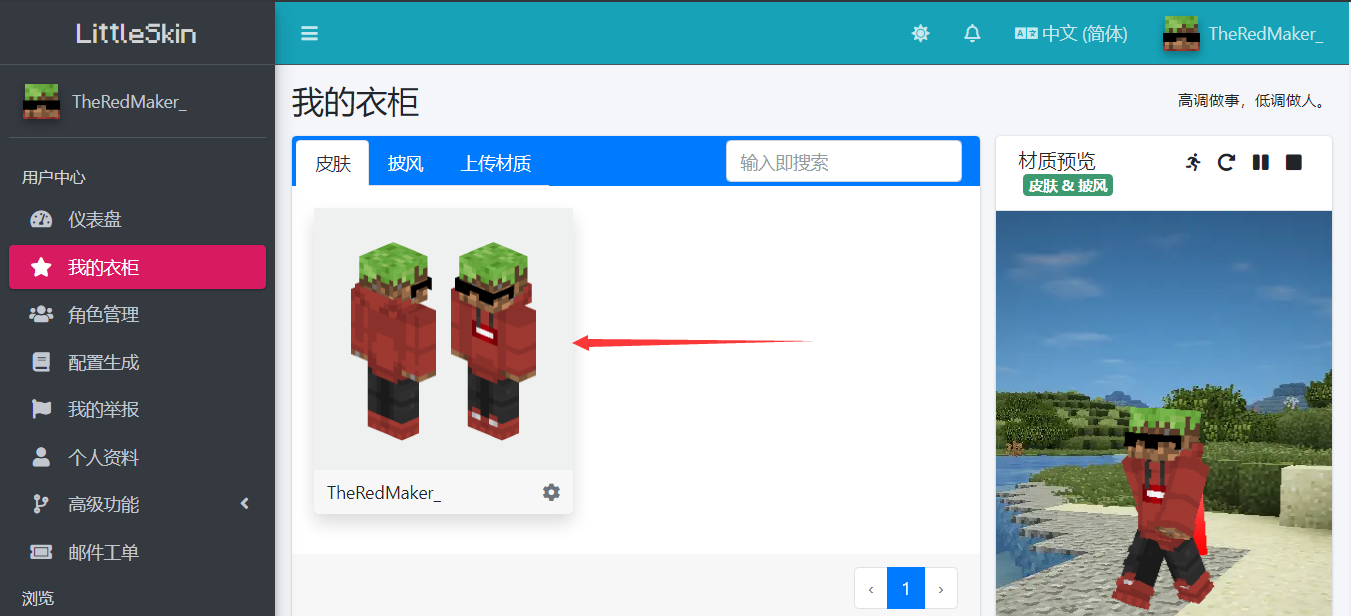 LittleSkin
中文 (简体)
TheRedMaker_
TheRedMaker_
用户中心
仪表盘
我的衣柜
角色管理
配置生成
我的举报
个人资料
高级功能
邮件工单
浏览
我的衣柜
高调做事，低调做人。
皮肤
披风
上传材质
输入即搜索
TheRedMaker_
‹
1
›
材质预览
皮肤 & 披风